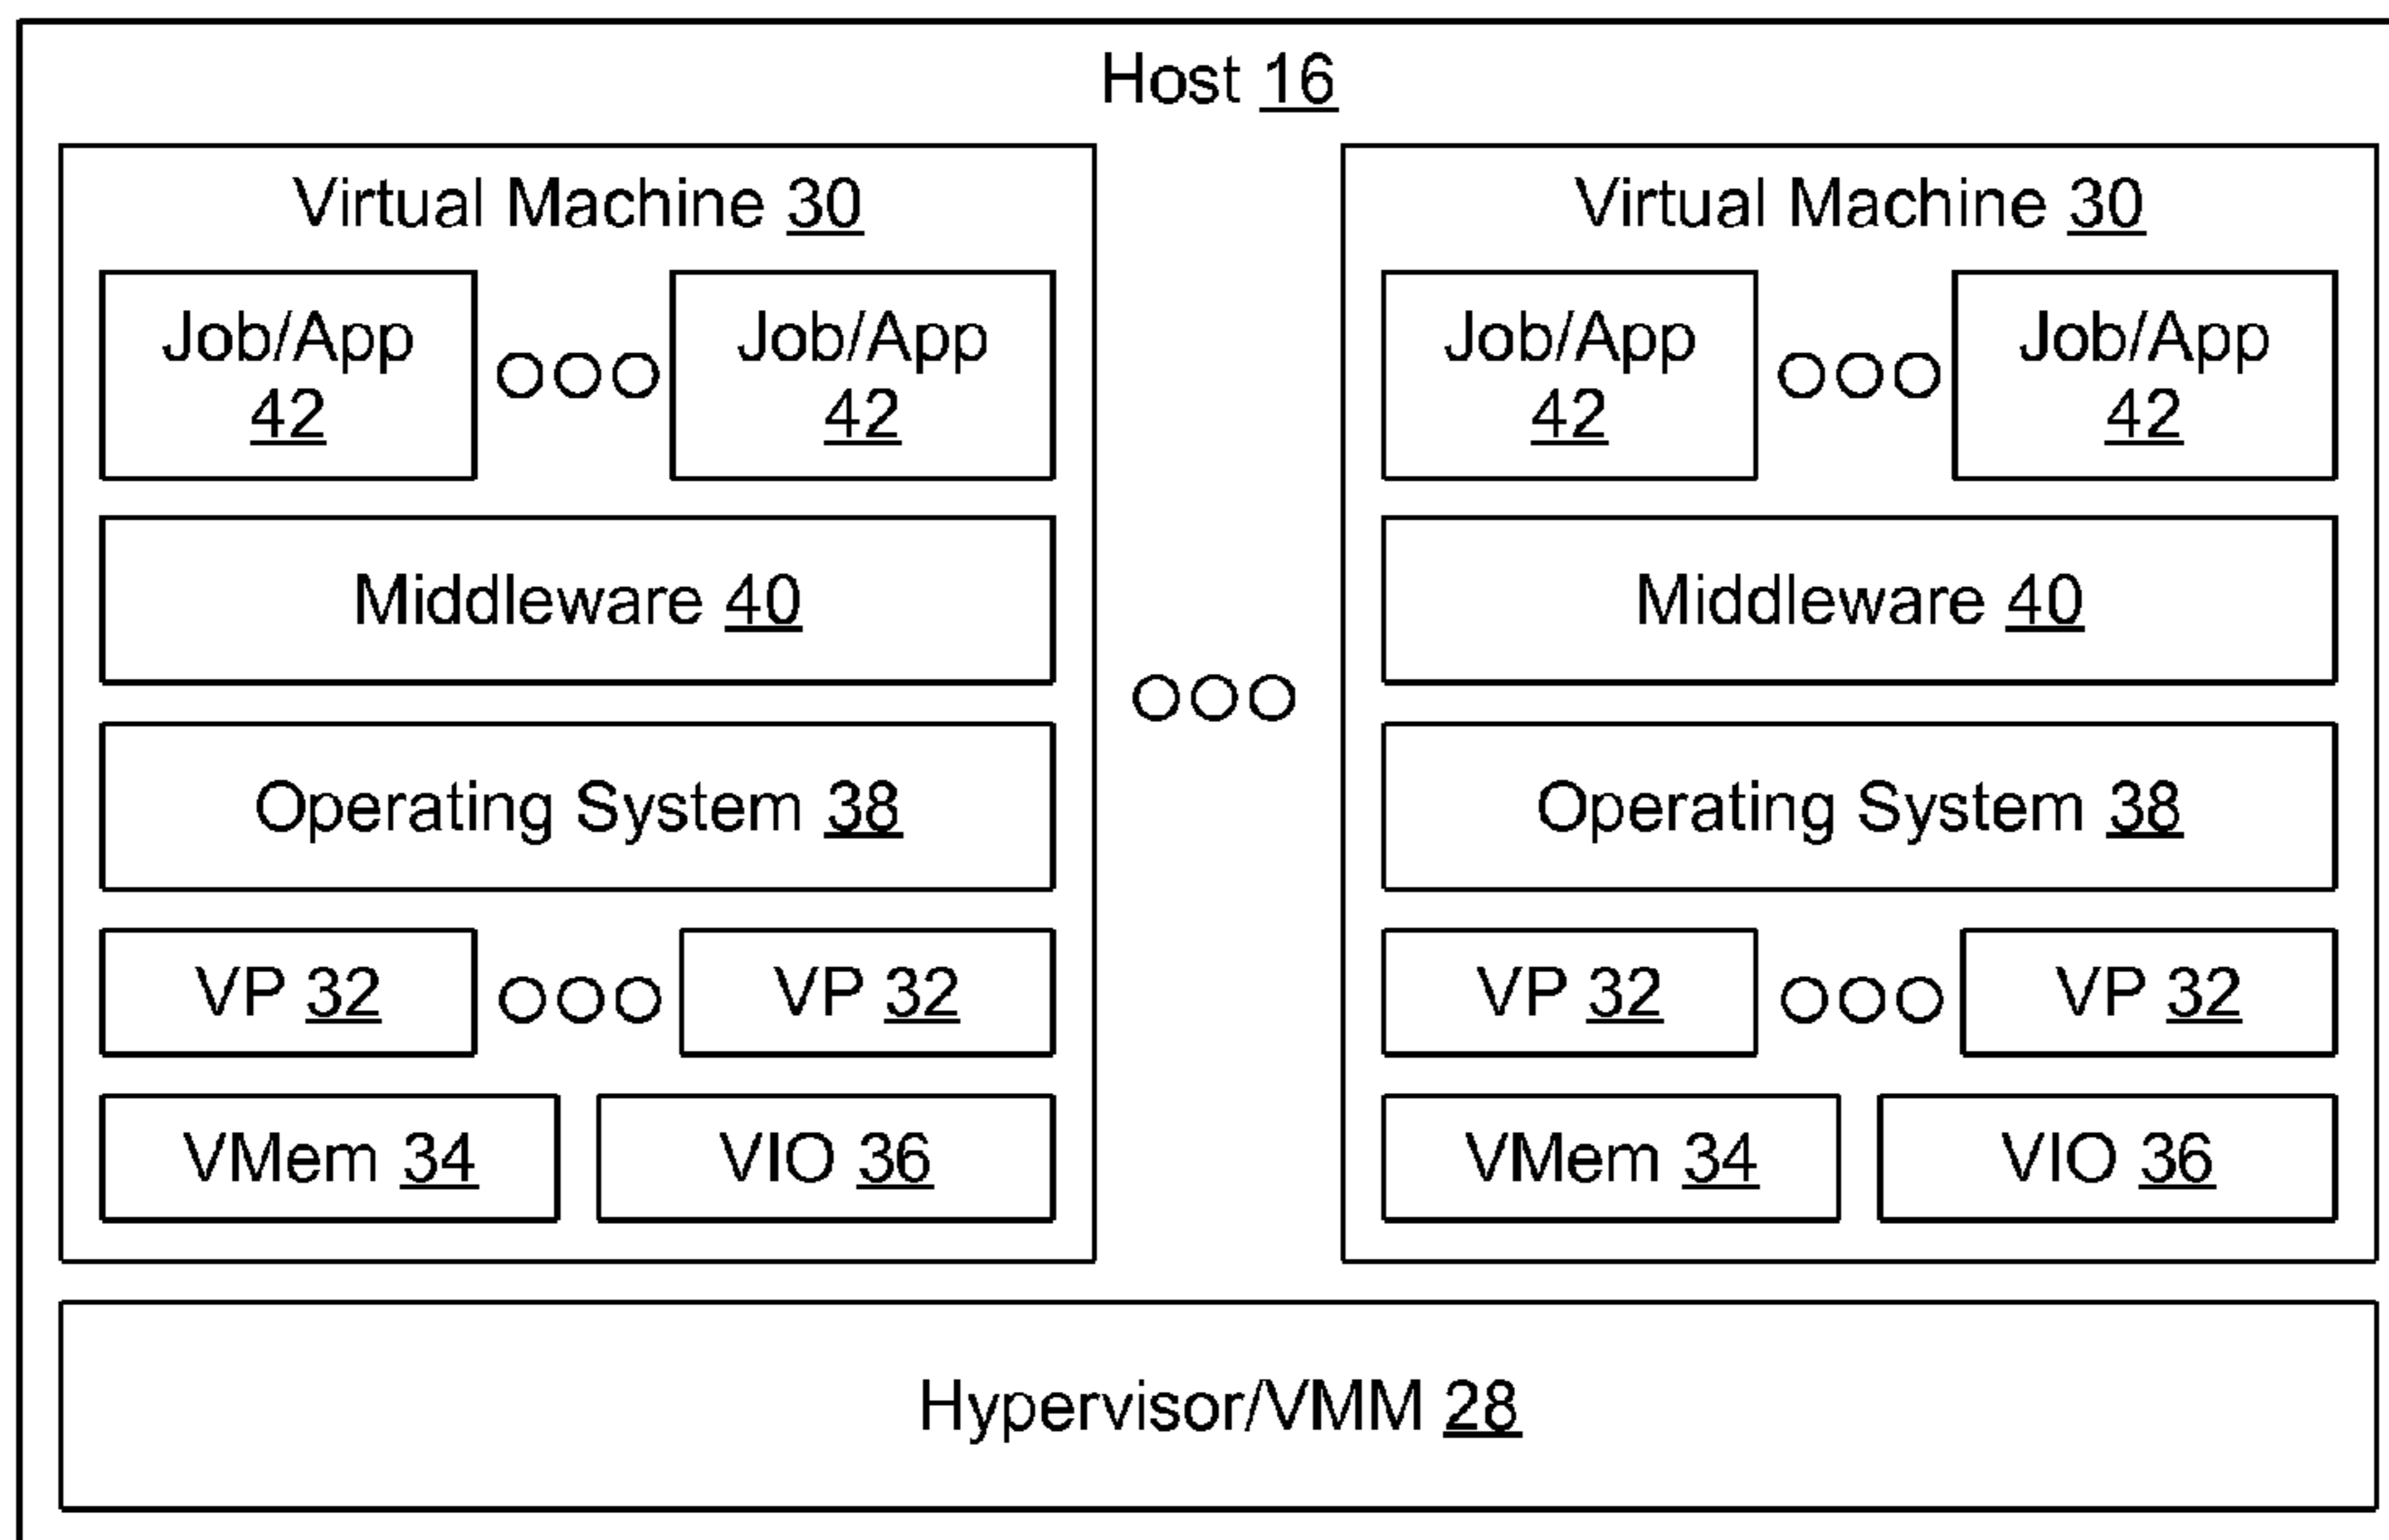 Host 16
Virtual Machine 30
Job/App
42
Job/App
42
Middleware 40
Operating System 38
VP 32
VP 32
VMem 34
VIO 36
Virtual Machine 30
Job/App
42
Job/App
42
Middleware 40
Operating System 38
VP 32
VP 32
VMem 34
VIO 36
Hypervisor/VMM 28